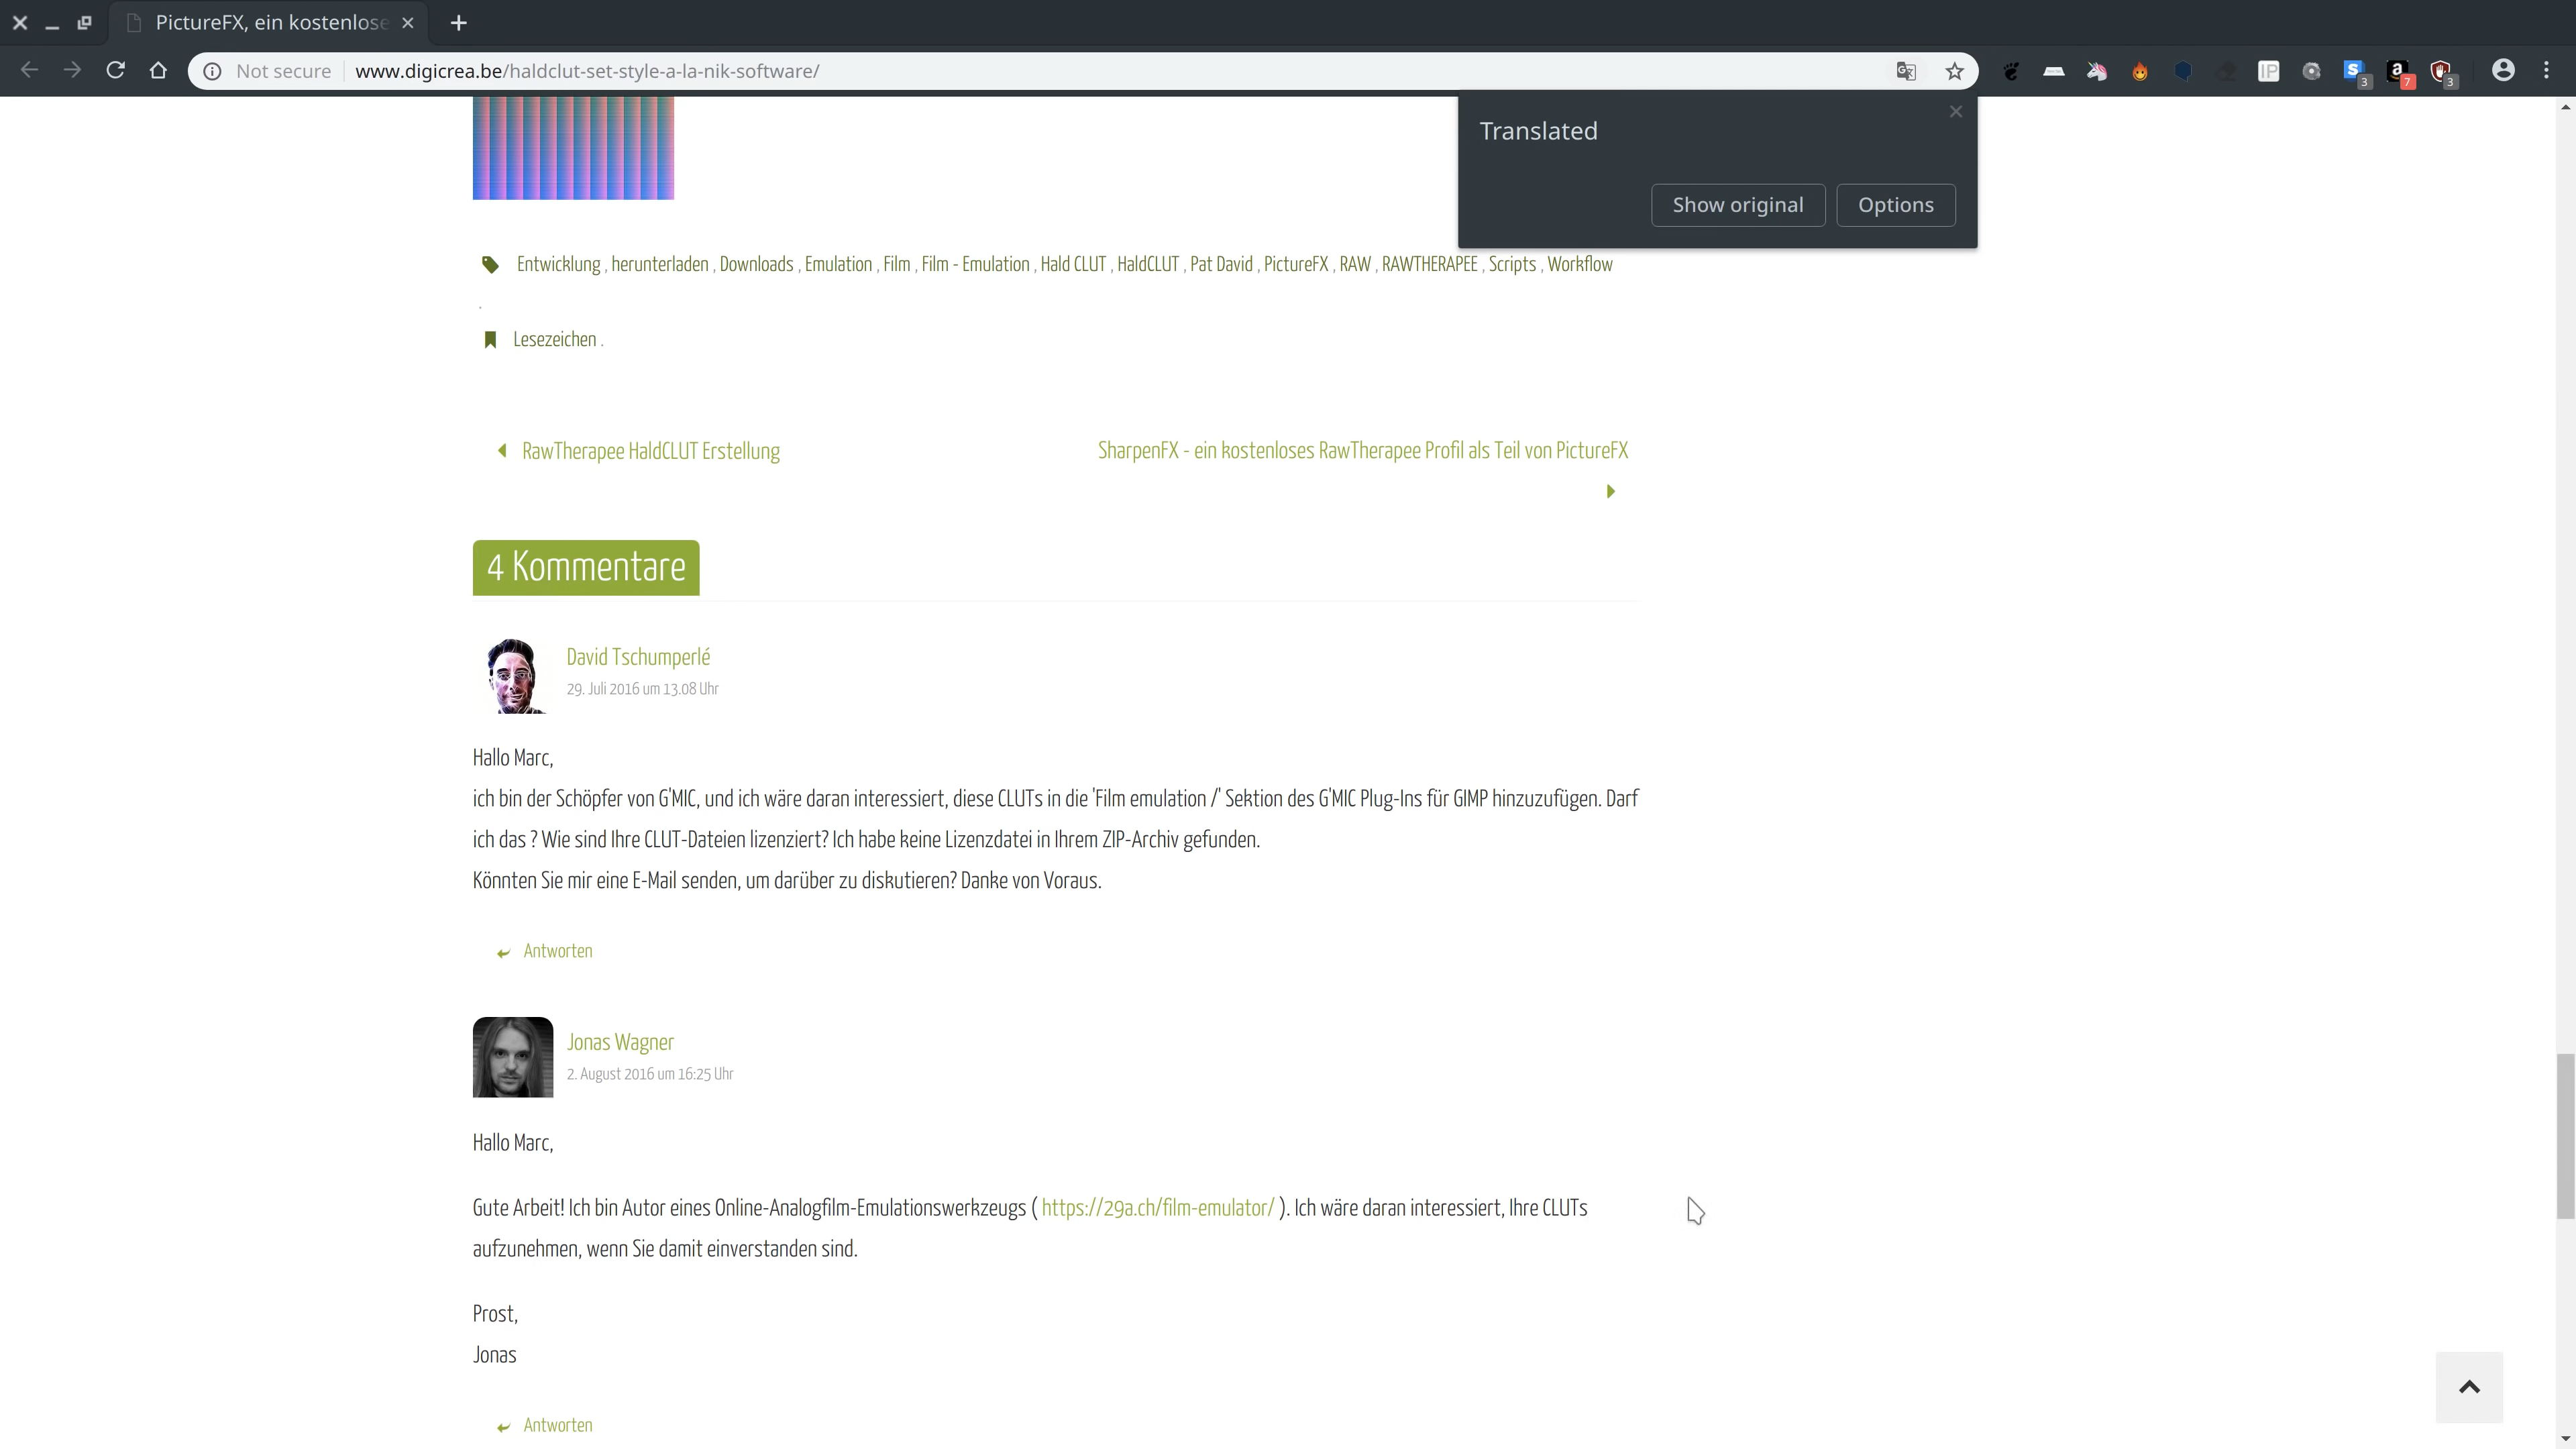 PictureFX, ein kostenlose
Not secure
www.digicrea.be/haldclut-set-style-a-la-nik-software/
IP
S
3
a
7
3
Translated
Show original
Options
Entwicklung , herunterladen , Downloads , Emulation , Film , Film - Emulation , Hald CLUT , HaldCLUT , Pat David , PictureFX , RAW , RAWTHERAPEE , Scripts , Workflow
.
Lesezeichen .
RawTherapee HaldCLUT Erstellung
SharpenFX - ein kostenloses RawTherapee Profil als Teil von PictureFX
4 Kommentare
David Tschumperlé
29. Juli 2016 um 13.08 Uhr
Hallo Marc,
ich bin der Schöpfer von G'MIC, und ich wäre daran interessiert, diese CLUTs in die 'Film emulation /' Sektion des G'MIC Plug-Ins für GIMP hinzuzufügen. Darf
ich das ? Wie sind Ihre CLUT-Dateien lizenziert? Ich habe keine Lizenzdatei in Ihrem ZIP-Archiv gefunden.
Könnten Sie mir eine E-Mail senden, um darüber zu diskutieren? Danke von Voraus.
Antworten
Jonas Wagner
2. August 2016 um 16:25 Uhr
Hallo Marc,
Gute Arbeit! Ich bin Autor eines Online-Analogfilm-Emulationswerkzeugs ( https://29a.ch/film-emulator/ ). Ich wäre daran interessiert, Ihre CLUTs
aufzunehmen, wenn Sie damit einverstanden sind.
Prost,
Jonas
Antworten